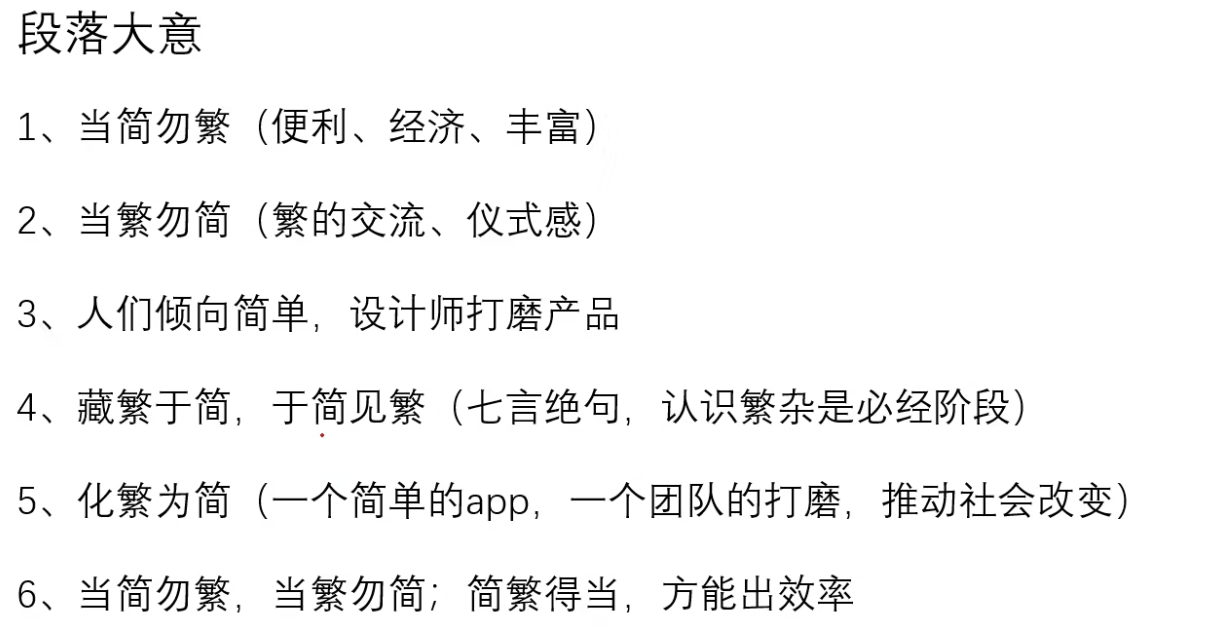 段落大意
1、当简勿繁（便利、经济、丰富）
2、当繁勿简（繁的交流、仪式感）
3、人们倾向简单，设计师打磨产品
4、藏繁于简，于简见繁（七言绝句，认识繁杂是必经阶段）
5、化繁为简（一个简单的app，一个团队的打磨，推动社会改变）
6、当简勿繁，当繁勿简；简繁得当，方能出效率